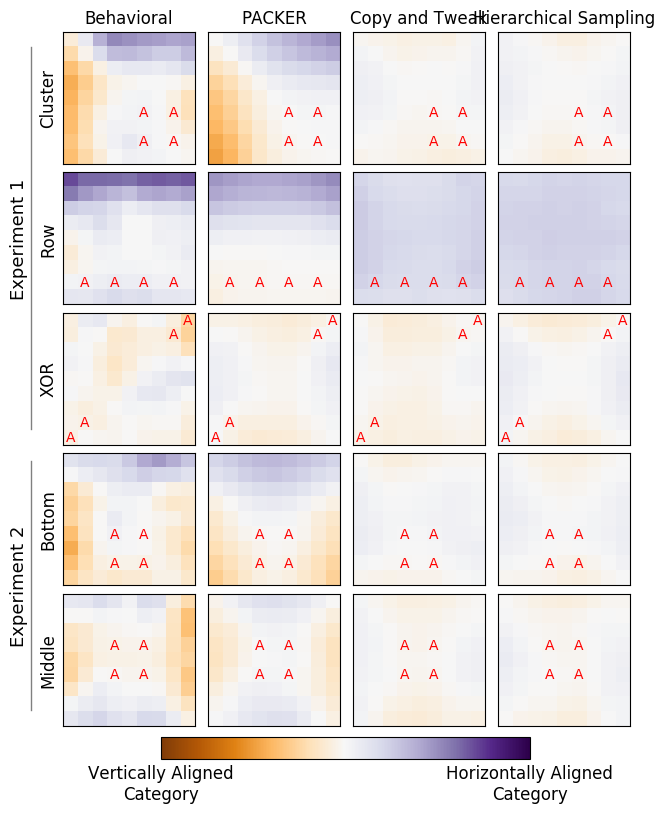 Behavioral PACKER Copy and Tweak Hierarchical Sampling
Experiment 1
Cluster
A A A A A A
A A A A A A
Row
A A A A A A A A A A A A A A A A
XOR
A A A A
A A A A
A A A A
A A A A
Experiment 2
Bottom
A A A A A A A A
A A A A A A A A
Middle
A A A A A A A A
A A A A A A A A
Vertically Aligned
Category
Horizontally Aligned
Category